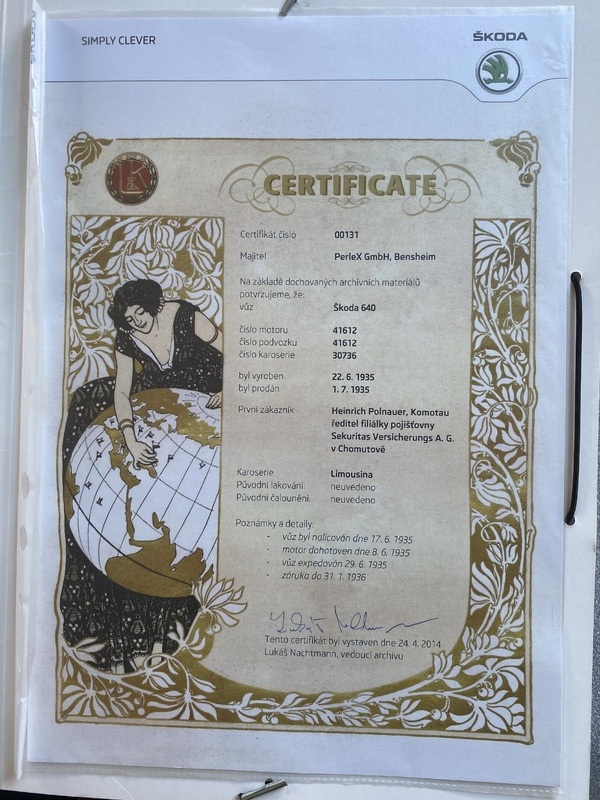 SIMPLY CLEVER
ŠKODA
CERTIFICATE
Certifikát číslo 00131
Majitel PerleX GmbH, Bensheim
Na základě dochovaných archivních materiálů
potvrzujeme, že:
vůz Škoda 640
číslo motoru 41612
číslo podvozku 41612
číslo karoserie 30736
byl vyroben 22. 6. 1935
byl prodán 1. 7. 1935
První zákazník Heinrich Polnauer, Komotau
ředitel filiálky pojišťovny
Sekuritas Versicherungs A. G.
v Chomutově
Karoserie Limousina
Původní lakování: neuvedeno
Původní čalounění: neuvedeno
Poznámky a detaily:
- vůz byl nalicován dne 17. 6. 1935
- motor dohotoven dne 8. 6. 1935
- vůz expedován 29. 6. 1935
- záruka do 31. 1. 1936
Tento certifikát byl vystaven dne 24. 4. 2014
Lukáš Nachtmann, vedoucí archivu